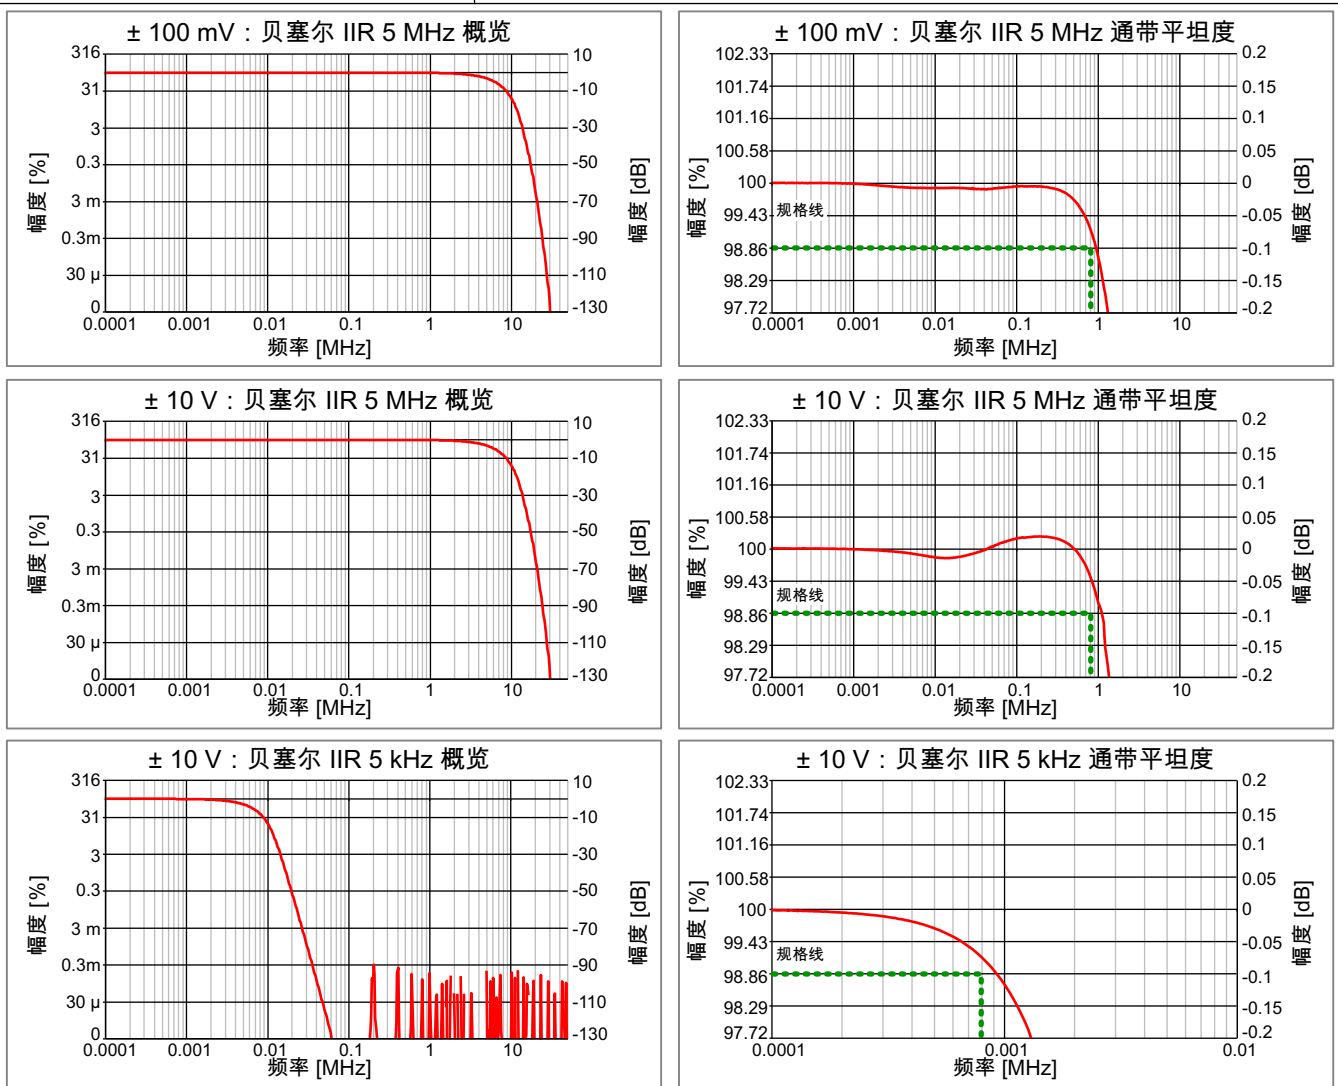 ± 100 mV：贝塞尔 IIR 5 MHz 概览
316
31
3
0.3
3 m
0.3m
30 µ
0
幅度 [%]
10
-10
-30
-50
-70
-90
-110
-130
幅度 [dB]
0.0001 0.001 0.01 0.1 1 10
频率 [MHz]
± 100 mV：贝塞尔 IIR 5 MHz 通带平坦度
102.33
101.74
101.16
100.58
100
99.43
98.86
98.29
97.72
幅度 [%]
规格线
0.2
0.15
0.1
0.05
0
-0.05
-0.1
-0.15
-0.2
幅度 [dB]
0.0001 0.001 0.01 0.1 1 10
频率 [MHz]
± 10 V：贝塞尔 IIR 5 MHz 概览
316
31
3
0.3
3 m
0.3m
30 µ
0
幅度 [%]
10
-10
-30
-50
-70
-90
-110
-130
幅度 [dB]
0.0001 0.001 0.01 0.1 1 10
频率 [MHz]
± 10 V：贝塞尔 IIR 5 MHz 通带平坦度
102.33
101.74
101.16
100.58
100
99.43
98.86
98.29
97.72
幅度 [%]
规格线
0.2
0.15
0.1
0.05
0
-0.05
-0.1
-0.15
-0.2
幅度 [dB]
0.0001 0.001 0.01 0.1 1 10
频率 [MHz]
± 10 V：贝塞尔 IIR 5 kHz 概览
316
31
3
0.3
3 m
0.3m
30 µ
0
幅度 [%]
10
-10
-30
-50
-70
-90
-110
-130
幅度 [dB]
0.0001 0.001 0.01 0.1 1 10
频率 [MHz]
± 10 V：贝塞尔 IIR 5 kHz 通带平坦度
102.33
101.74
101.16
100.58
100
99.43
98.86
98.29
97.72
幅度 [%]
规格线
0.2
0.15
0.1
0.05
0
-0.05
-0.1
-0.15
-0.2
幅度 [dB]
0.0001 0.001 0.01
频率 [MHz]